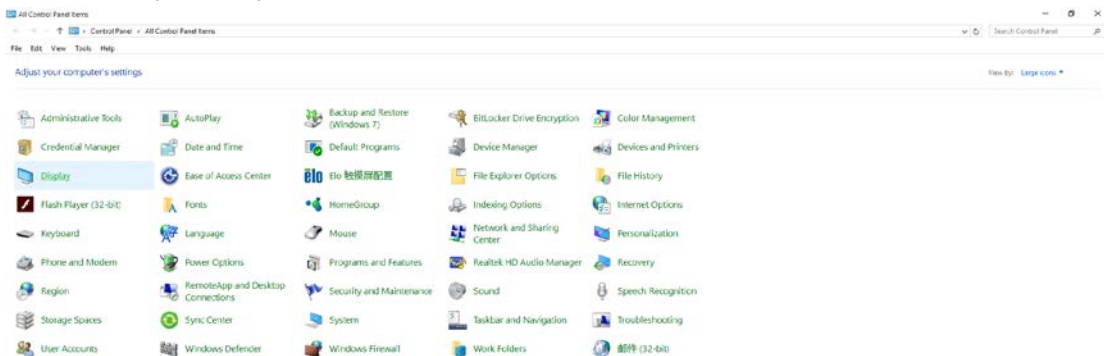 All Control Panel Items
Control Panel > All Control Panel Items
Search Control Panel
File Edit View Tools Help
Adjust your computer's settings
View by: Large icons
Administrative Tools
AutoPlay
Backup and Restore
(Windows 7)
BitLocker Drive Encryption
Color Management
Credential Manager
Date and Time
Default Programs
Device Manager
Devices and Printers
Display
Ease of Access Center
elo
Elo 触摸屏配置
File Explorer Options
File History
Flash Player (32-bit)
Fonts
HomeGroup
Indexing Options
Internet Options
Keyboard
Language
Mouse
Network and Sharing
Center
Personalization
Phone and Modem
Power Options
Programs and Features
Realtek HD Audio Manager
Recovery
Region
RemoteApp and Desktop
Connections
Security and Maintenance
Sound
Speech Recognition
Storage Spaces
Sync Center
System
Taskbar and Navigation
Troubleshooting
User Accounts
Windows Defender
Windows Firewall
Work Folders
邮件 (32-bit)